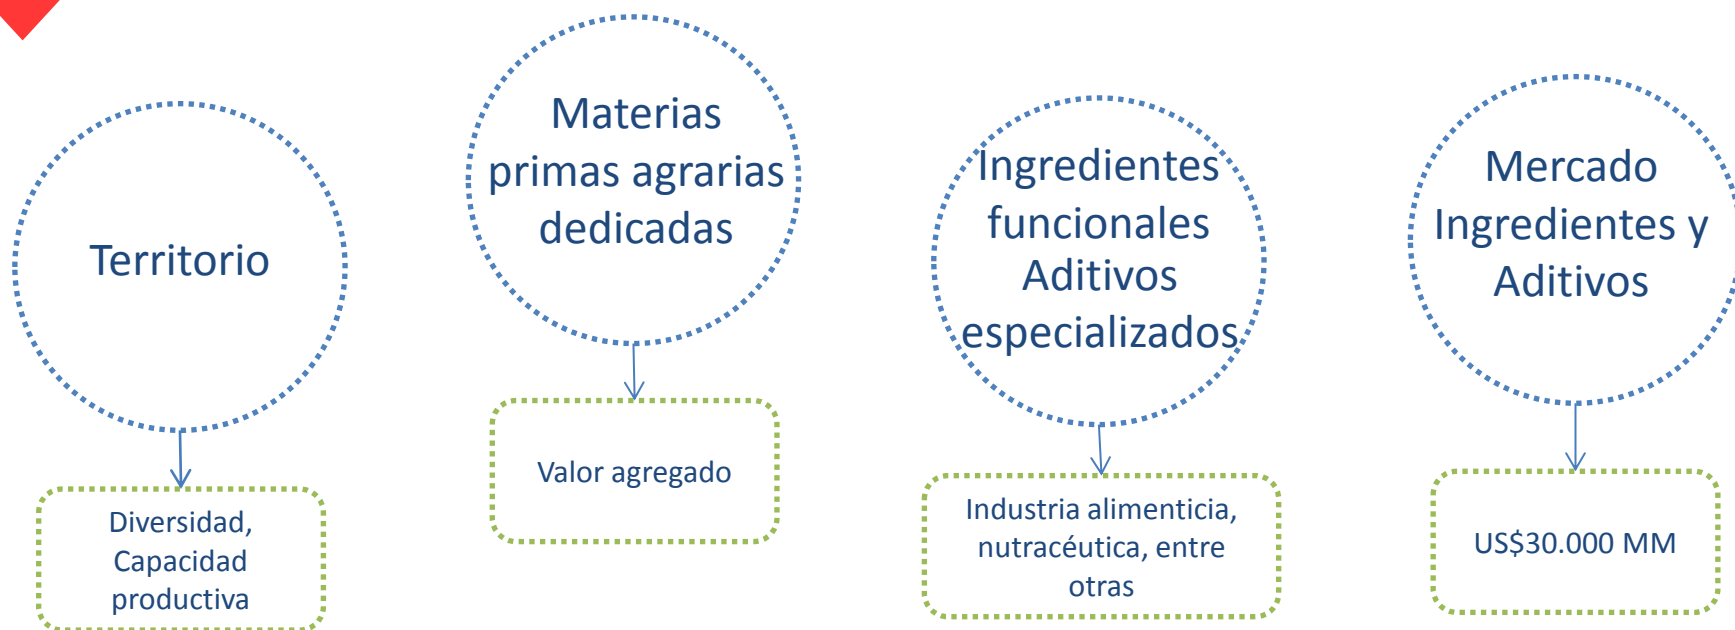 Territorio
Diversidad,
Capacidad
productiva
Materias
primas agrarias
dedicadas
Valor agregado
Ingredientes
funcionales
Aditivos
especializados
Industria alimenticia,
nutracéutica, entre
otras
Mercado
Ingredientes y
Aditivos
US$30.000 MM